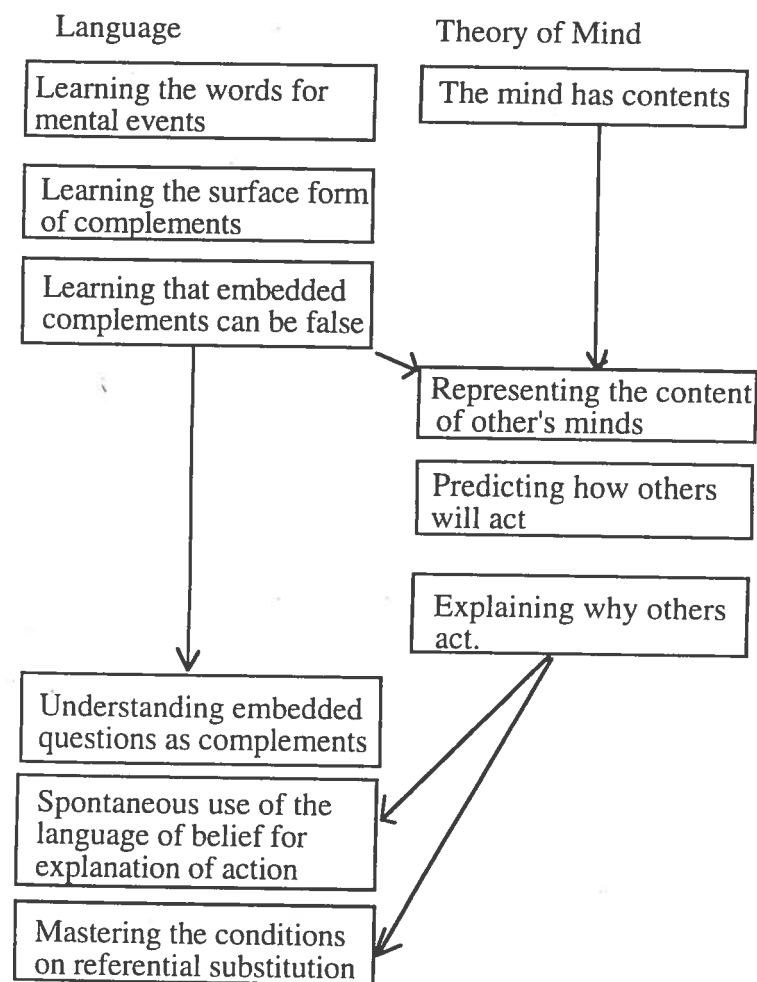 Language
Theory of Mind
Learning the words for
mental events
The mind has contents
Learning the surface form
of complements
Learning that embedded
complements can be false
Representing the content
of other's minds
Predicting how others
will act
Explaining why others
act.
Understanding embedded
questions as complements
Spontaneous use of the
language of belief for
explanation of action
Mastering the conditions
on referential substitution